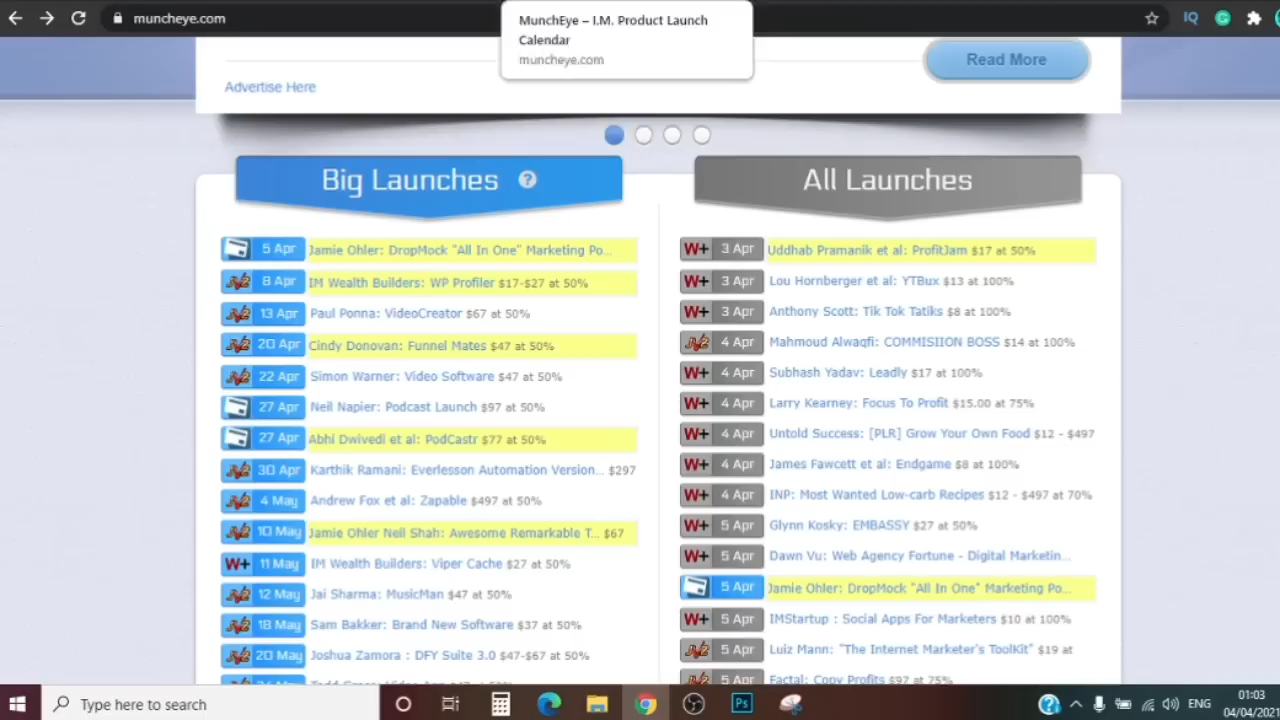 muncheye.com
MunchEye – I.M. Product Launch
Calendar
muncheye.com
IQ
Read More
Advertise Here
Big Launches ?
5 Apr Jamie Ohler: DropMock "All In One" Marketing Po...
8 Apr IM Wealth Builders: WP Profiler $17-$27 at 50%
13 Apr Paul Ponna: VideoCreator $67 at 50%
20 Apr Cindy Donovan: Funnel Mates $47 at 50%
22 Apr Simon Warner: Video Software $47 at 50%
27 Apr Neil Napier: Podcast Launch $97 at 50%
27 Apr Abhi Dwivedi et al: PodCastr $77 at 50%
30 Apr Karthik Ramani: Everlesson Automation Version... $297
4 May Andrew Fox et al: Zapable $497 at 50%
10 May Jamie Ohler Neil Shah: Awesome Remarkable T... $67
W+ 11 May IM Wealth Builders: Viper Cache $27 at 50%
12 May Jai Sharma: MusicMan $47 at 50%
18 May Sam Bakker: Brand New Software $37 at 50%
20 May Joshua Zamora : DFY Suite 3.0 $47-$67 at 50%
All Launches
W+ 3 Apr Uddhab Pramanik et al: ProfitJam $17 at 50%
W+ 3 Apr Lou Hornberger et al: YTBux $13 at 100%
W+ 3 Apr Anthony Scott: Tik Tok Tatiks $8 at 100%
4 Apr Mahmoud Alwaqfi: COMMISIION BOSS $14 at 100%
W+ 4 Apr Subhash Yadav: Leadly $17 at 100%
W+ 4 Apr Larry Kearney: Focus To Profit $15.00 at 75%
W+ 4 Apr Untold Success: [PLR] Grow Your Own Food $12 - $497
W+ 4 Apr James Fawcett et al: Endgame $8 at 100%
W+ 4 Apr INP: Most Wanted Low-carb Recipes $12 - $497 at 70%
W+ 5 Apr Glynn Kosky: EMBASSY $27 at 50%
W+ 5 Apr Dawn Vu: Web Agency Fortune - Digital Marketin...
5 Apr Jamie Ohler: DropMock "All In One" Marketing Po...
W+ 5 Apr IMStartup : Social Apps For Marketers $10 at 100%
5 Apr Luiz Mann: "The Internet Marketer's ToolKit" $19 at
5 Apr Factal: Copy Profits $97 at 75%
Type here to search
Ps
ENG
01:03
04/04/2021